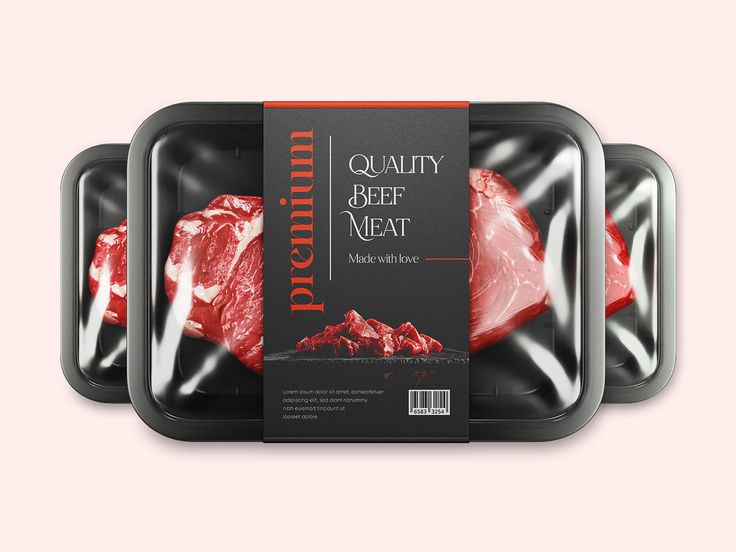 premium
QUALITY
BEEF
MEAT
Made with love
Lorem ipsum dolor sit amet, consectetuer
adipiscing elit, sed diam nonummy
nibh euismod tincidunt ut
laoreet dolore
6583 3254